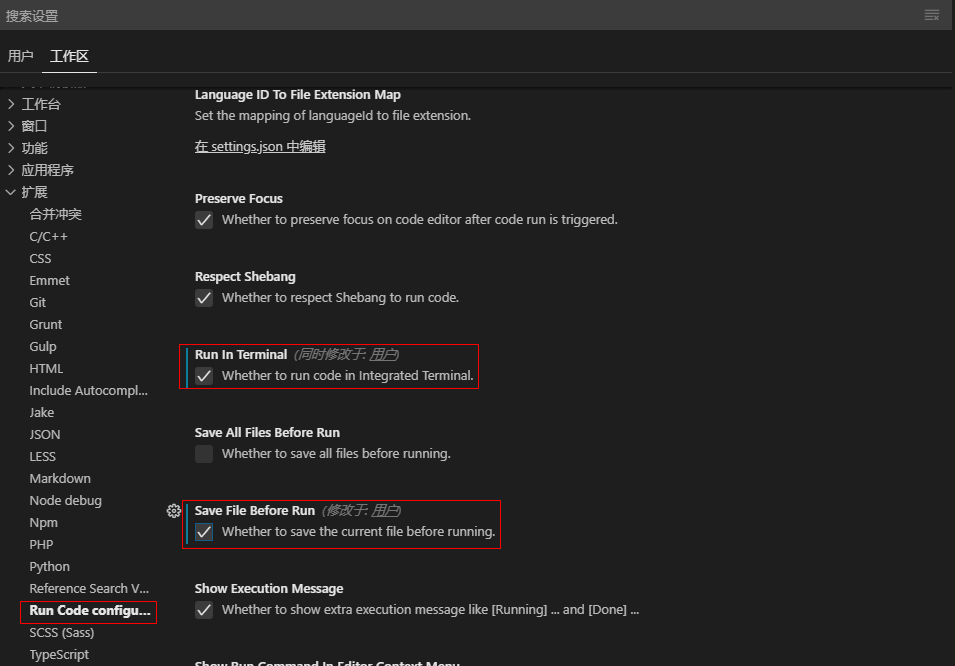 搜索设置
用户 工作区
工作台
窗口
功能
应用程序
扩展
合并冲突
C/C++
CSS
Emmet
Git
Grunt
Gulp
HTML
Include Autocompl...
Jake
JSON
LESS
Markdown
Node debug
Npm
PHP
Python
Reference Search V...
Run Code configu...
SCSS (Sass)
TypeScript
Language ID To File Extension Map
Set the mapping of languageId to file extension.
在 settings.json 中编辑
Preserve Focus
Whether to preserve focus on code editor after code run is triggered.
Respect Shebang
Whether to respect Shebang to run code.
Run In Terminal (同时修改于: 用户)
Whether to run code in Integrated Terminal.
Save All Files Before Run
Whether to save all files before running.
Save File Before Run (修改于: 用户)
Whether to save the current file before running.
Show Execution Message
Whether to show extra execution message like [Running] ... and [Done] ...
Show Run Command In Editor Context Menu